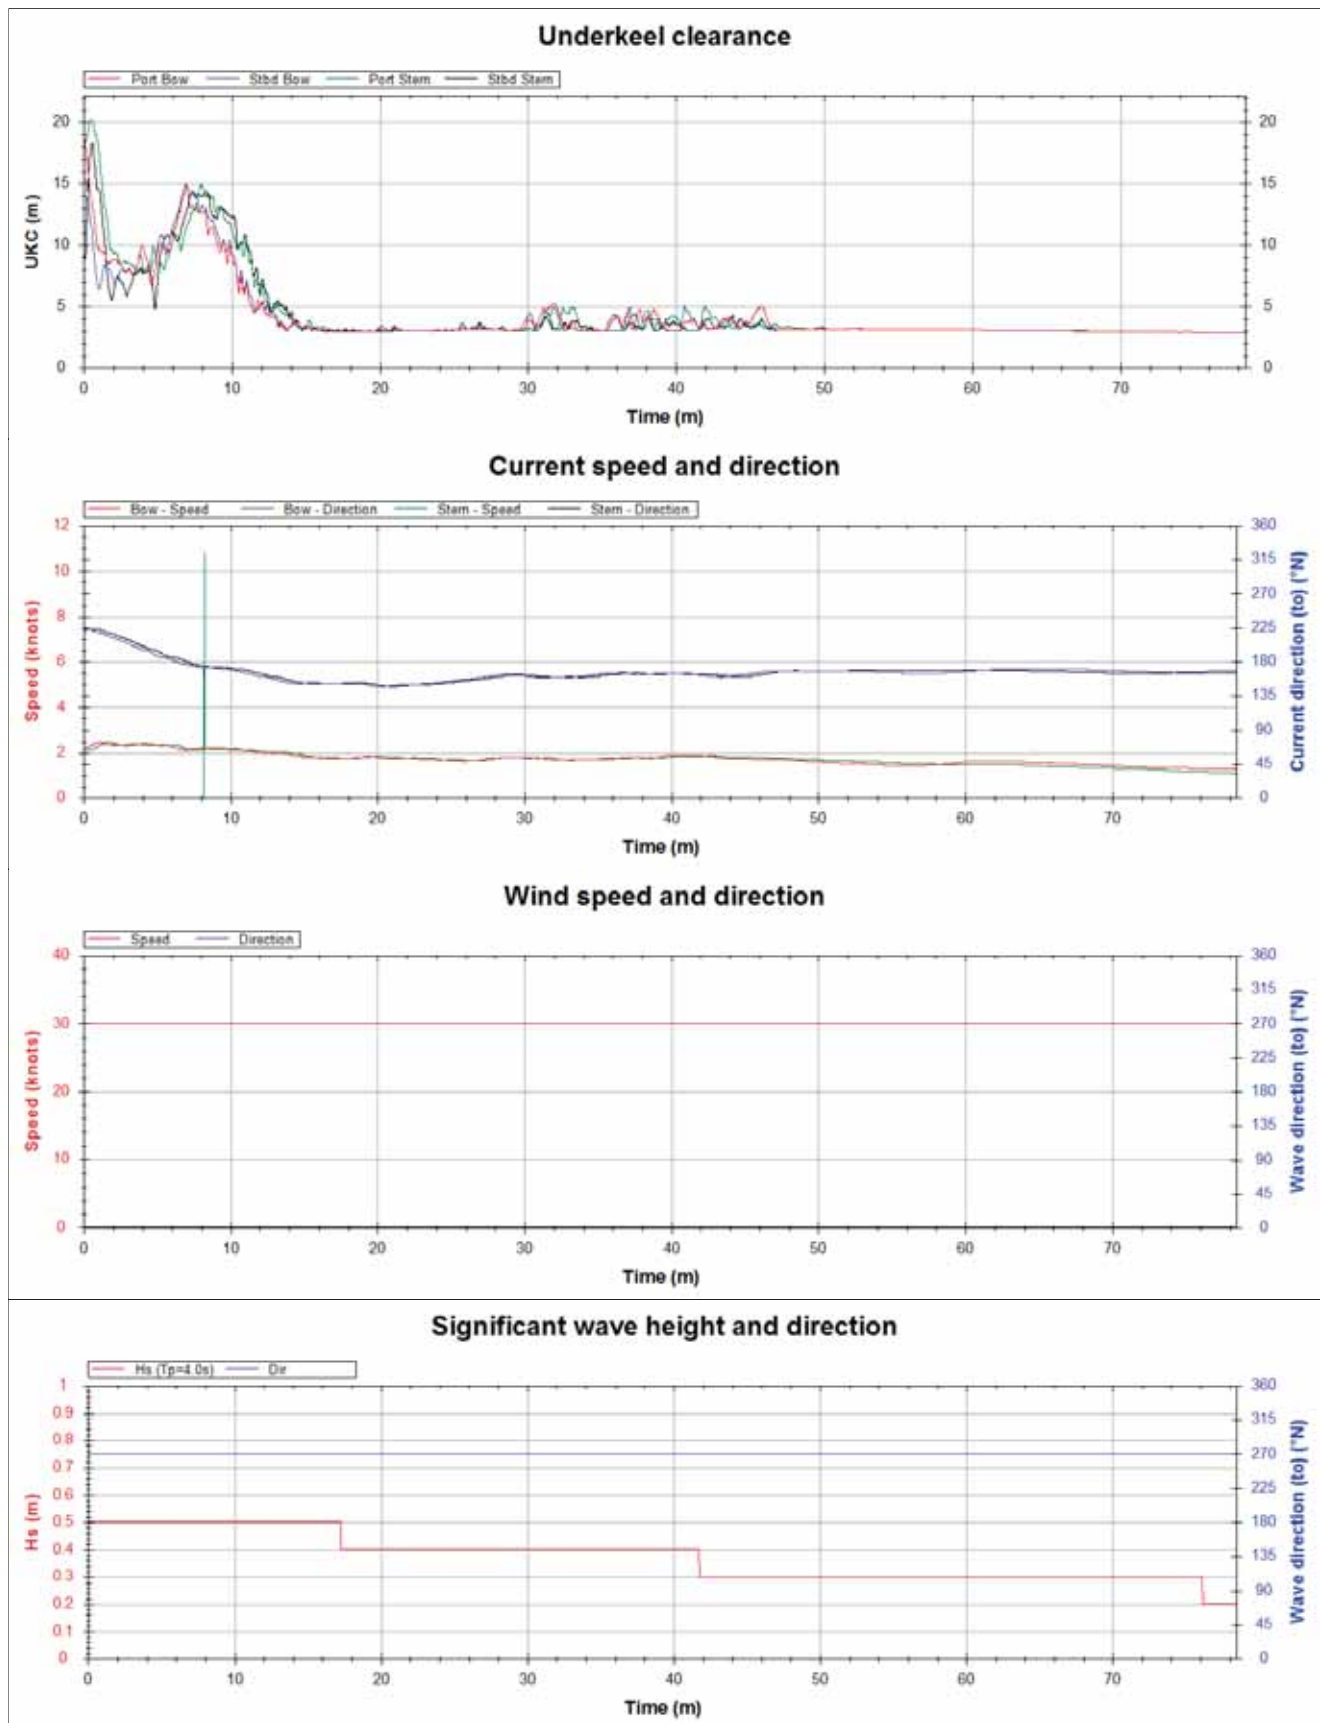 Underkeel clearance
Port Bow Stbd Bow Port Stern Stbd Stern
20 20
15 15
10 10
5 5
0 0
UKC (m)
0 10 20 30 40 50 60 70
Time (m)
Current speed and direction
Bow - Speed Bow - Direction Stern - Speed Stern - Direction
12 360
315
10 270
8 225
6 180
135
4 90
2 45
0 0
Speed (knots)
Current direction (to) (°N)
0 10 20 30 40 50 60 70
Time (m)
Wind speed and direction
Speed Direction
40 360
315
30 270
225
20 180
135
10 90
45
0 0
Speed (knots)
Wave direction (to) (°N)
0 10 20 30 40 50 60 70
Time (m)
Significant wave height and direction
Hs (Tp=4.0s) Dir
1 360
0.9 315
0.8
0.7 270
0.6 225
0.5 180
0.4 135
0.3
0.2 90
0.1 45
0 0
Hs (m)
Wave direction (to) (°N)
0 10 20 30 40 50 60 70
Time (m)